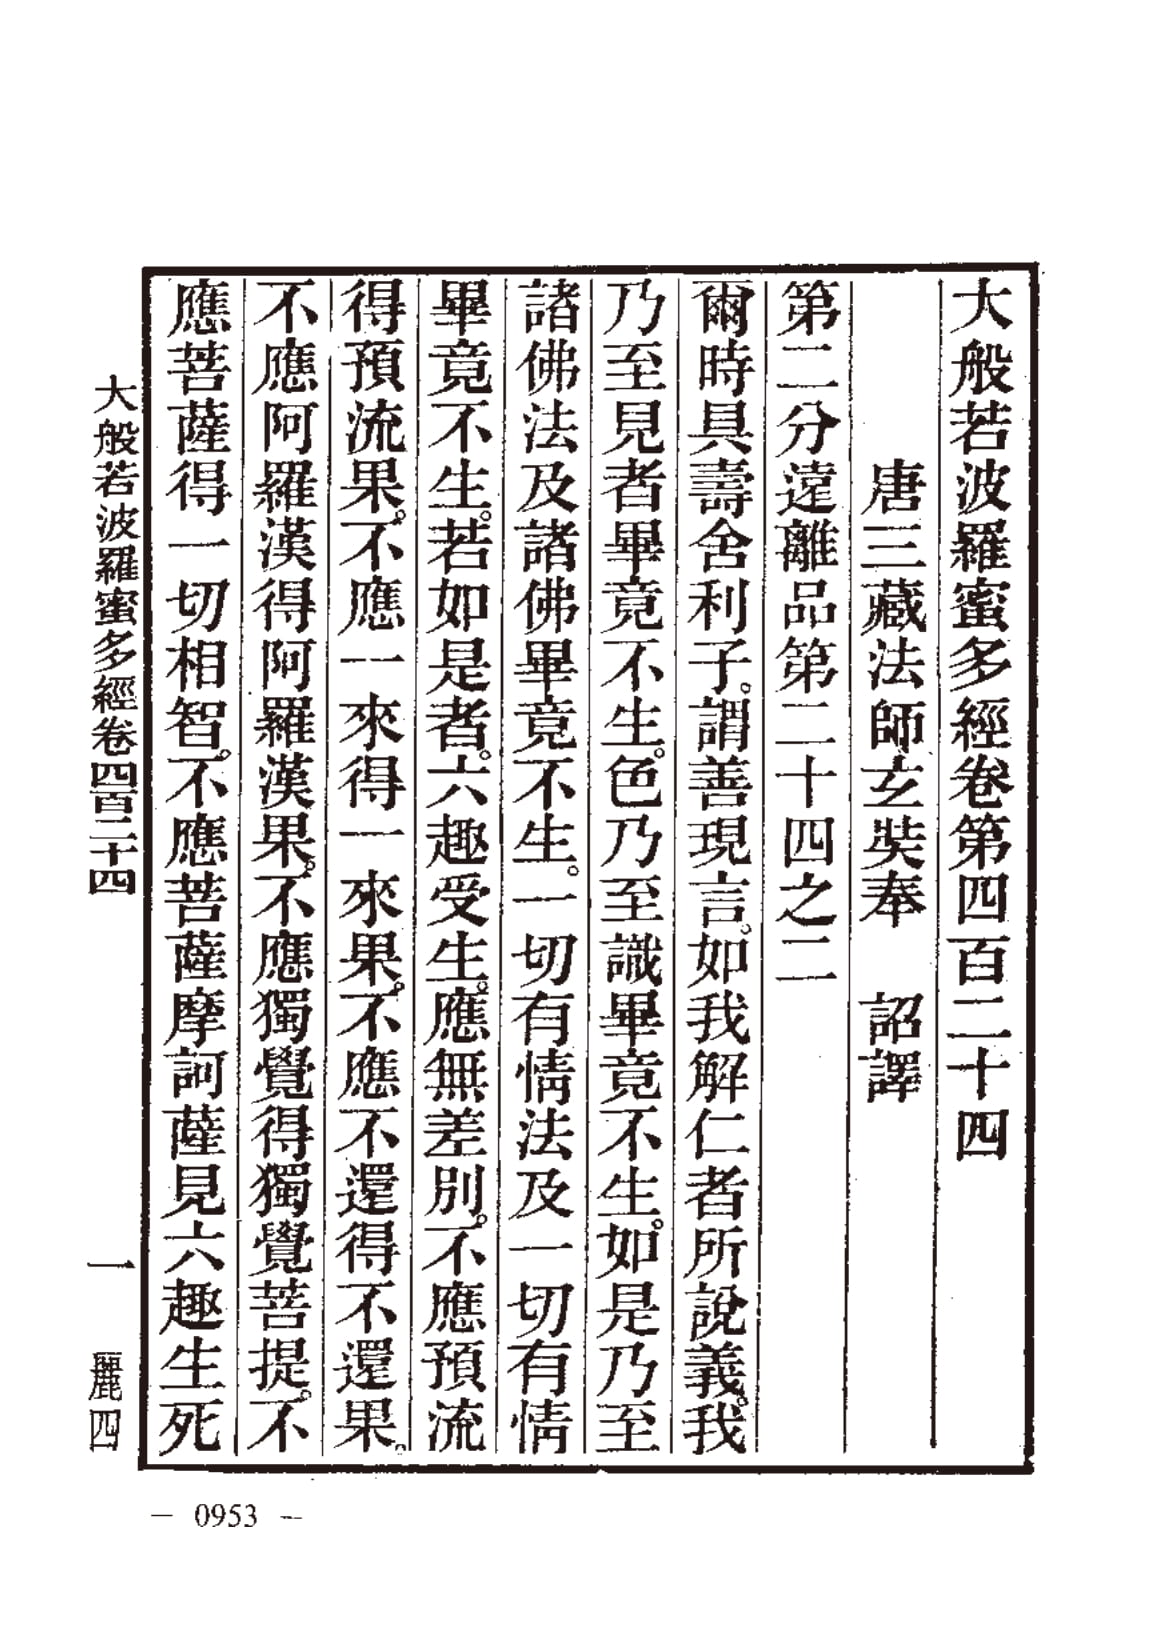 大般若波羅蜜多經卷第四百二十四
唐三藏法師玄奘奉　詔譯
第二分遠離品第二十四之二
爾時具壽舍利子。謂善現言。如我解仁者所說義。我
乃至見者畢竟不生。色乃至識畢竟不生。如是乃至
諸佛法及諸佛畢竟不生。一切有情法及一切有情
畢竟不生。若如是者。六趣受生。應無差別。不應預流
得預流果。不應一來得一來果。不應不還得不還果。
不應阿羅漢得阿羅漢果。不應獨覺得獨覺菩提。不
應菩薩得一切相智。不應菩薩摩訶薩見六趣生死
大般若波羅蜜多經卷四百二十四　一　麗四
— 0953 —